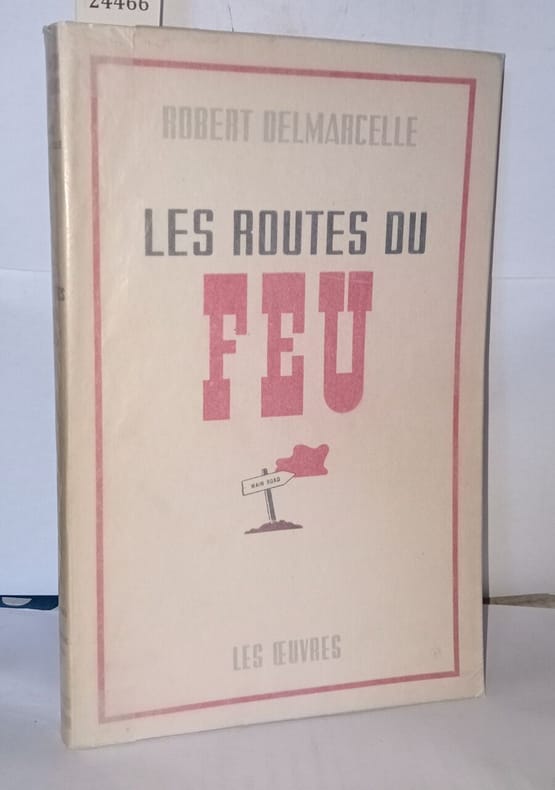 24466
ROBERT DELMARCELLE
LES ROUTES DU
FEU
MAIN ROAD
LES ŒUVRES